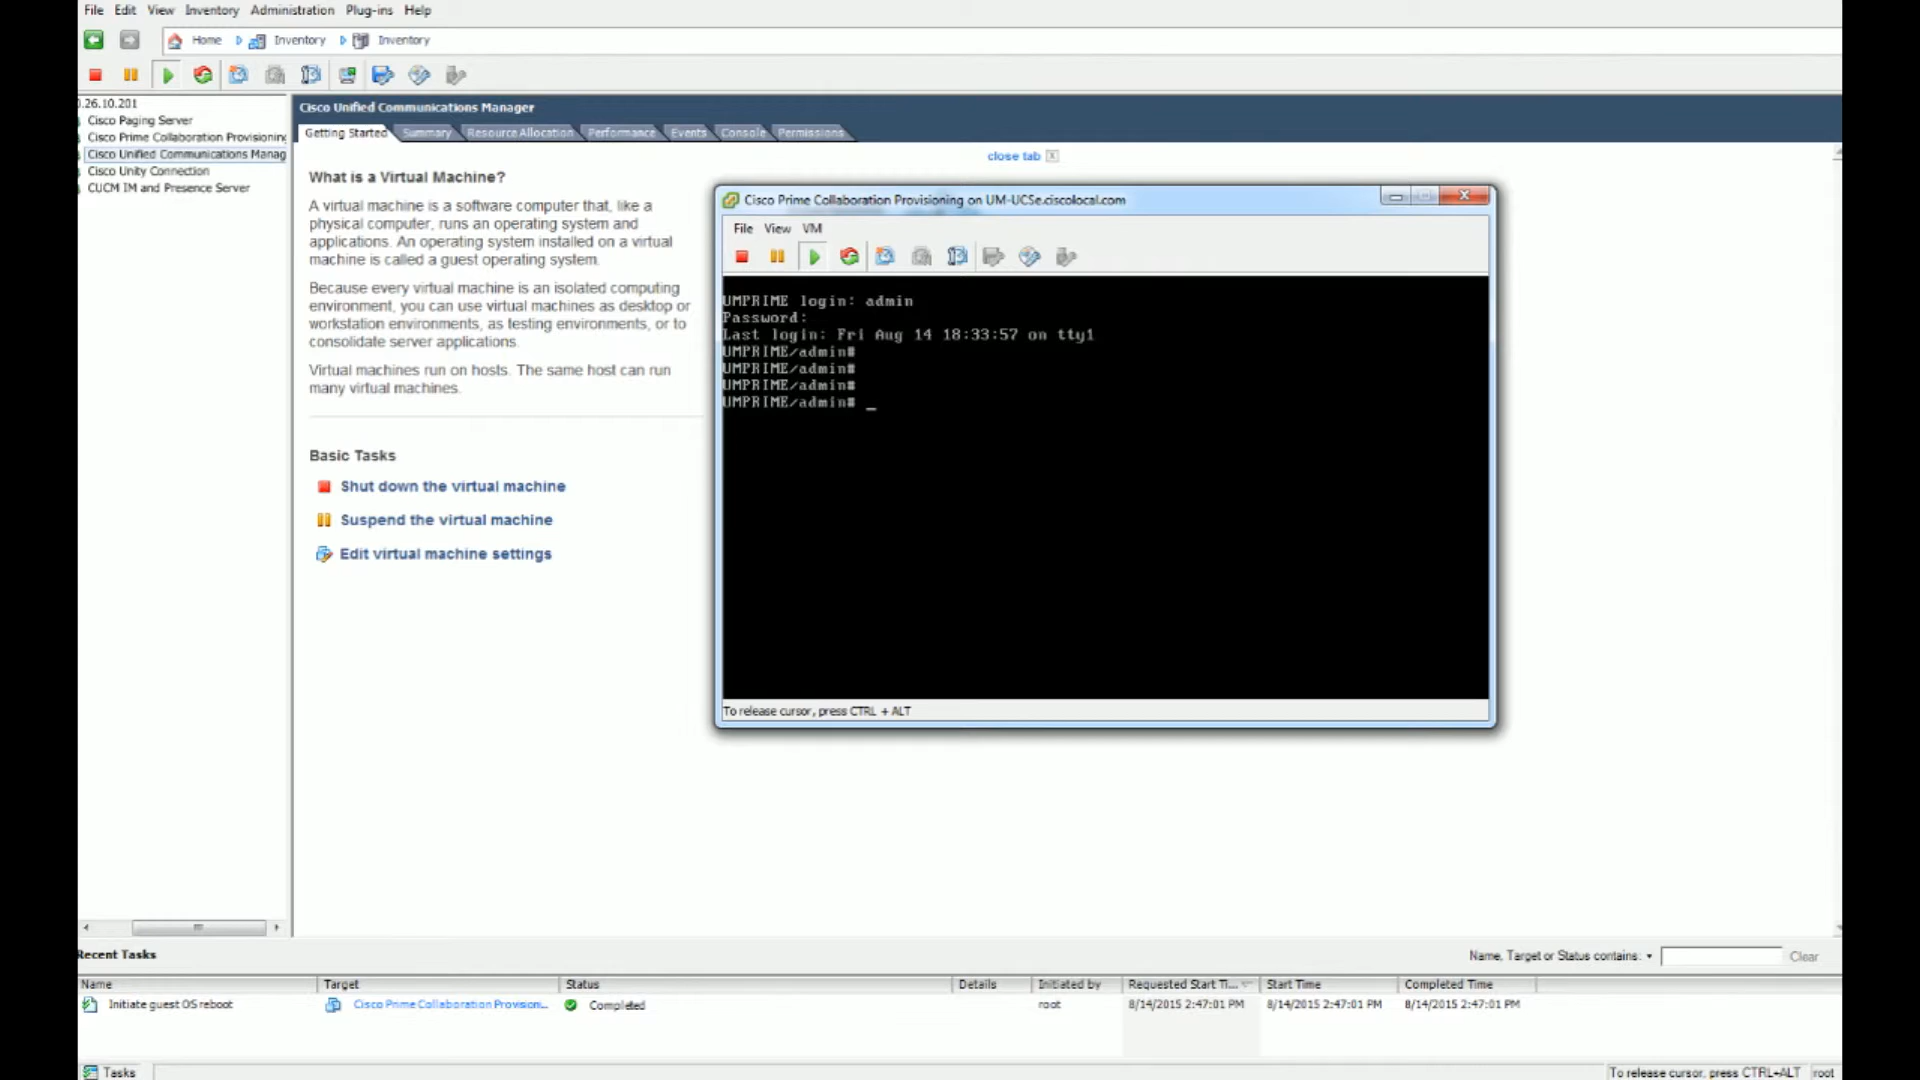 File Edit View Inventory Administration Plug-ins Help
Home Inventory Inventory
.26.10.201
Cisco Paging Server
Cisco Prime Collaboration Provisioning
Cisco Unified Communications Manag
Cisco Unity Connection
CUCM IM and Presence Server
Cisco Unified Communications Manager
Getting Started Summary Resource Allocation Performance Events Console Permissions
close tab
What is a Virtual Machine?
A virtual machine is a software computer that, like a
physical computer, runs an operating system and
applications. An operating system installed on a virtual
machine is called a guest operating system.
Because every virtual machine is an isolated computing
environment, you can use virtual machines as desktop or
workstation environments, as testing environments, or to
consolidate server applications.
Virtual machines run on hosts. The same host can run
many virtual machines.
Basic Tasks
Shut down the virtual machine
Suspend the virtual machine
Edit virtual machine settings
Cisco Prime Collaboration Provisioning on UM-UCSe.ciscolocal.com
File View VM
UMPRIME login: admin
Password:
Last login: Fri Aug 14 18:33:57 on tty1
UMPRIME/admin#
UMPRIME/admin#
UMPRIME/admin#
UMPRIME/admin# _
To release cursor, press CTRL + ALT
Recent Tasks
Name, Target or Status contains: Clear
Name Target Status Details Initiated by Requested Start Ti... Start Time Completed Time
Initiate guest OS reboot Cisco Prime Collaboration Provision... Completed root 8/14/2015 2:47:01 PM 8/14/2015 2:47:01 PM 8/14/2015 2:47:01 PM
Tasks To release cursor, press CTRL+ALT root